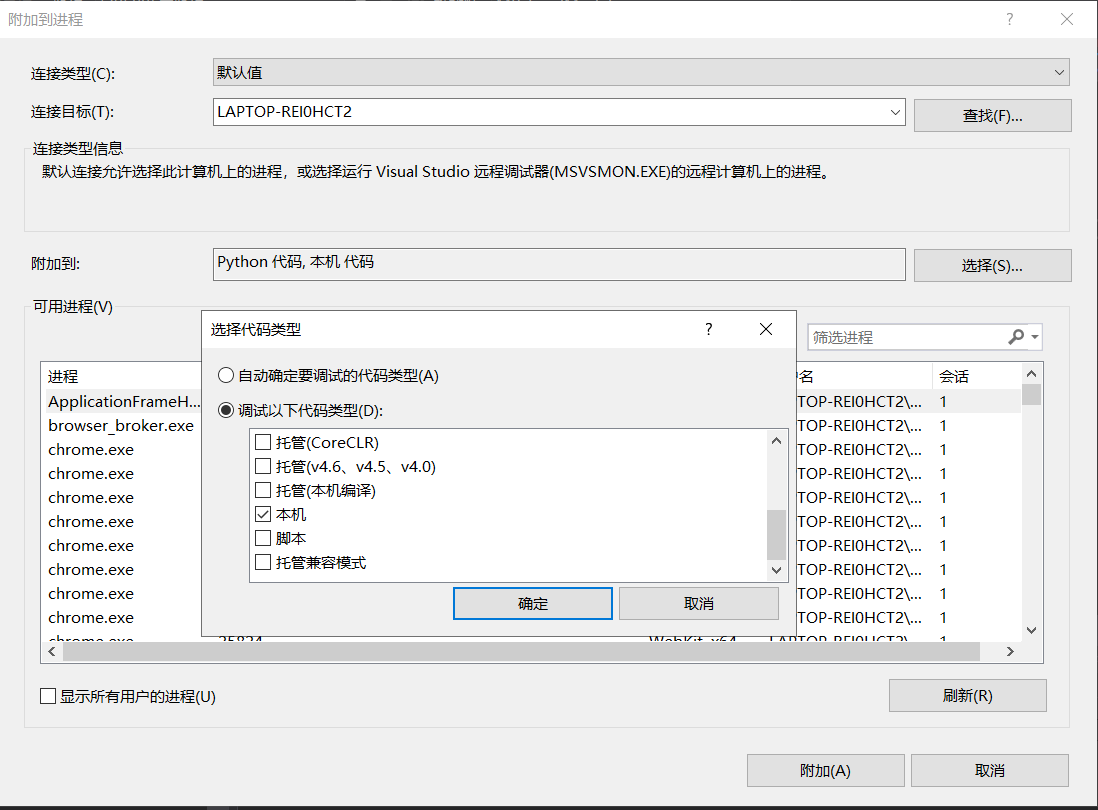 附加到进程
连接类型(C):
默认值
连接目标(T):
LAPTOP-REI0HCT2
查找(F)...
连接类型信息
默认连接允许选择此计算机上的进程，或选择运行 Visual Studio 远程调试器(MSVSMON.EXE)的远程计算机上的进程。
附加到:
Python 代码, 本机 代码
选择(S)...
可用进程(V)
筛选进程
进程
名 会话
ApplicationFrameH... TOP-REI0HCT2\... 1
browser_broker.exe TOP-REI0HCT2\... 1
chrome.exe TOP-REI0HCT2\... 1
chrome.exe TOP-REI0HCT2\... 1
chrome.exe TOP-REI0HCT2\... 1
chrome.exe TOP-REI0HCT2\... 1
chrome.exe TOP-REI0HCT2\... 1
chrome.exe TOP-REI0HCT2\... 1
chrome.exe TOP-REI0HCT2\... 1
chrome.exe TOP-REI0HCT2\... 1
chrome.exe 25824 WebKit, x64 LAPTOP-REI0HCT2\... 1
选择代码类型
?
自动确定要调试的代码类型(A)
调试以下代码类型(D):
托管(CoreCLR)
托管(v4.6、v4.5、v4.0)
托管(本机编译)
本机
脚本
托管兼容模式
确定
取消
显示所有用户的进程(U)
刷新(R)
附加(A)
取消